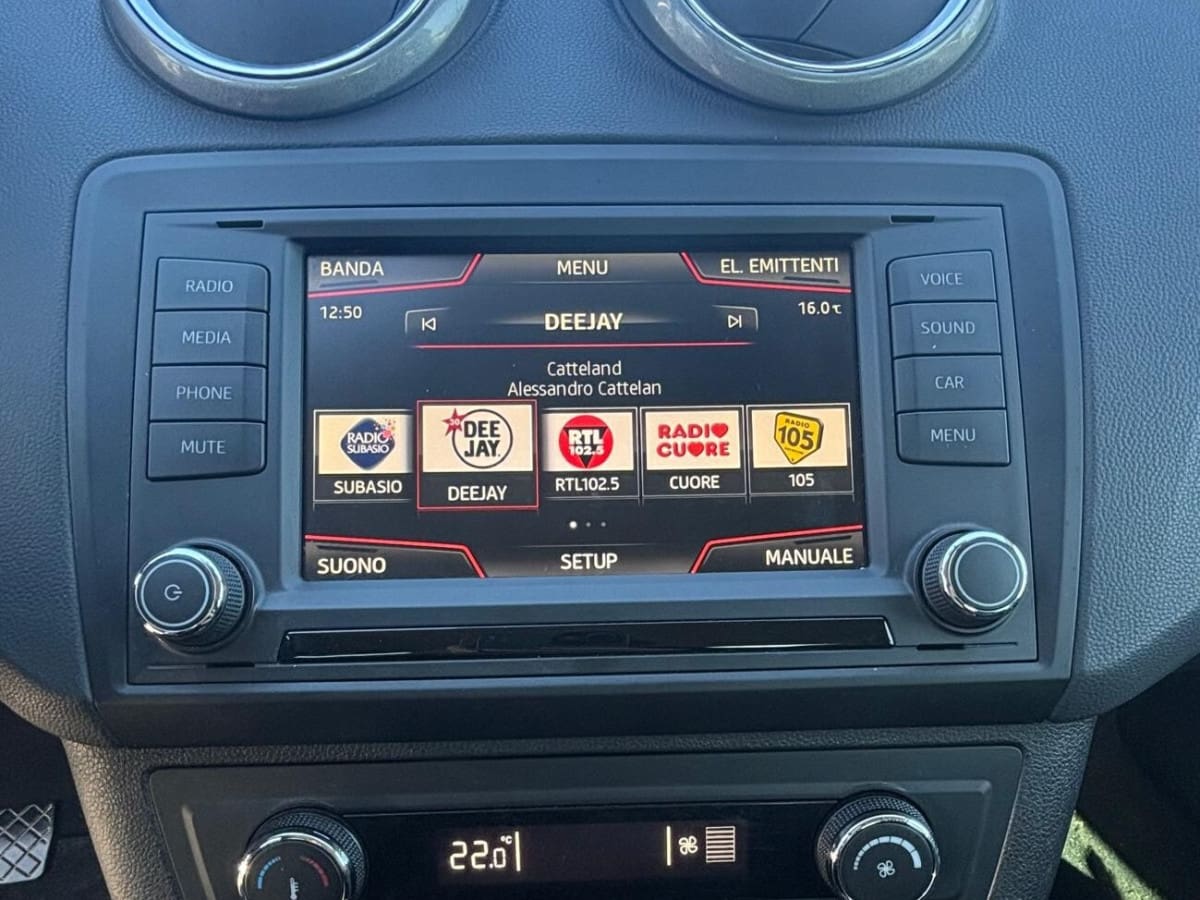 RADIO
MEDIA
PHONE
MUTE
BANDA
MENU
EL. EMITTENTI
12:50
DEEJAY
16.0℃
Catteland
Alessandro Cattelan
RADIO
SUBASIO
SUBASIO
30
DEE
JAY
DEEJAY
RTL
102.5
RTL102.5
RADIO
CUORE
CUORE
RADIO
105
105
SUONO
SETUP
MANUALE
VOICE
SOUND
CAR
MENU
22.0°C